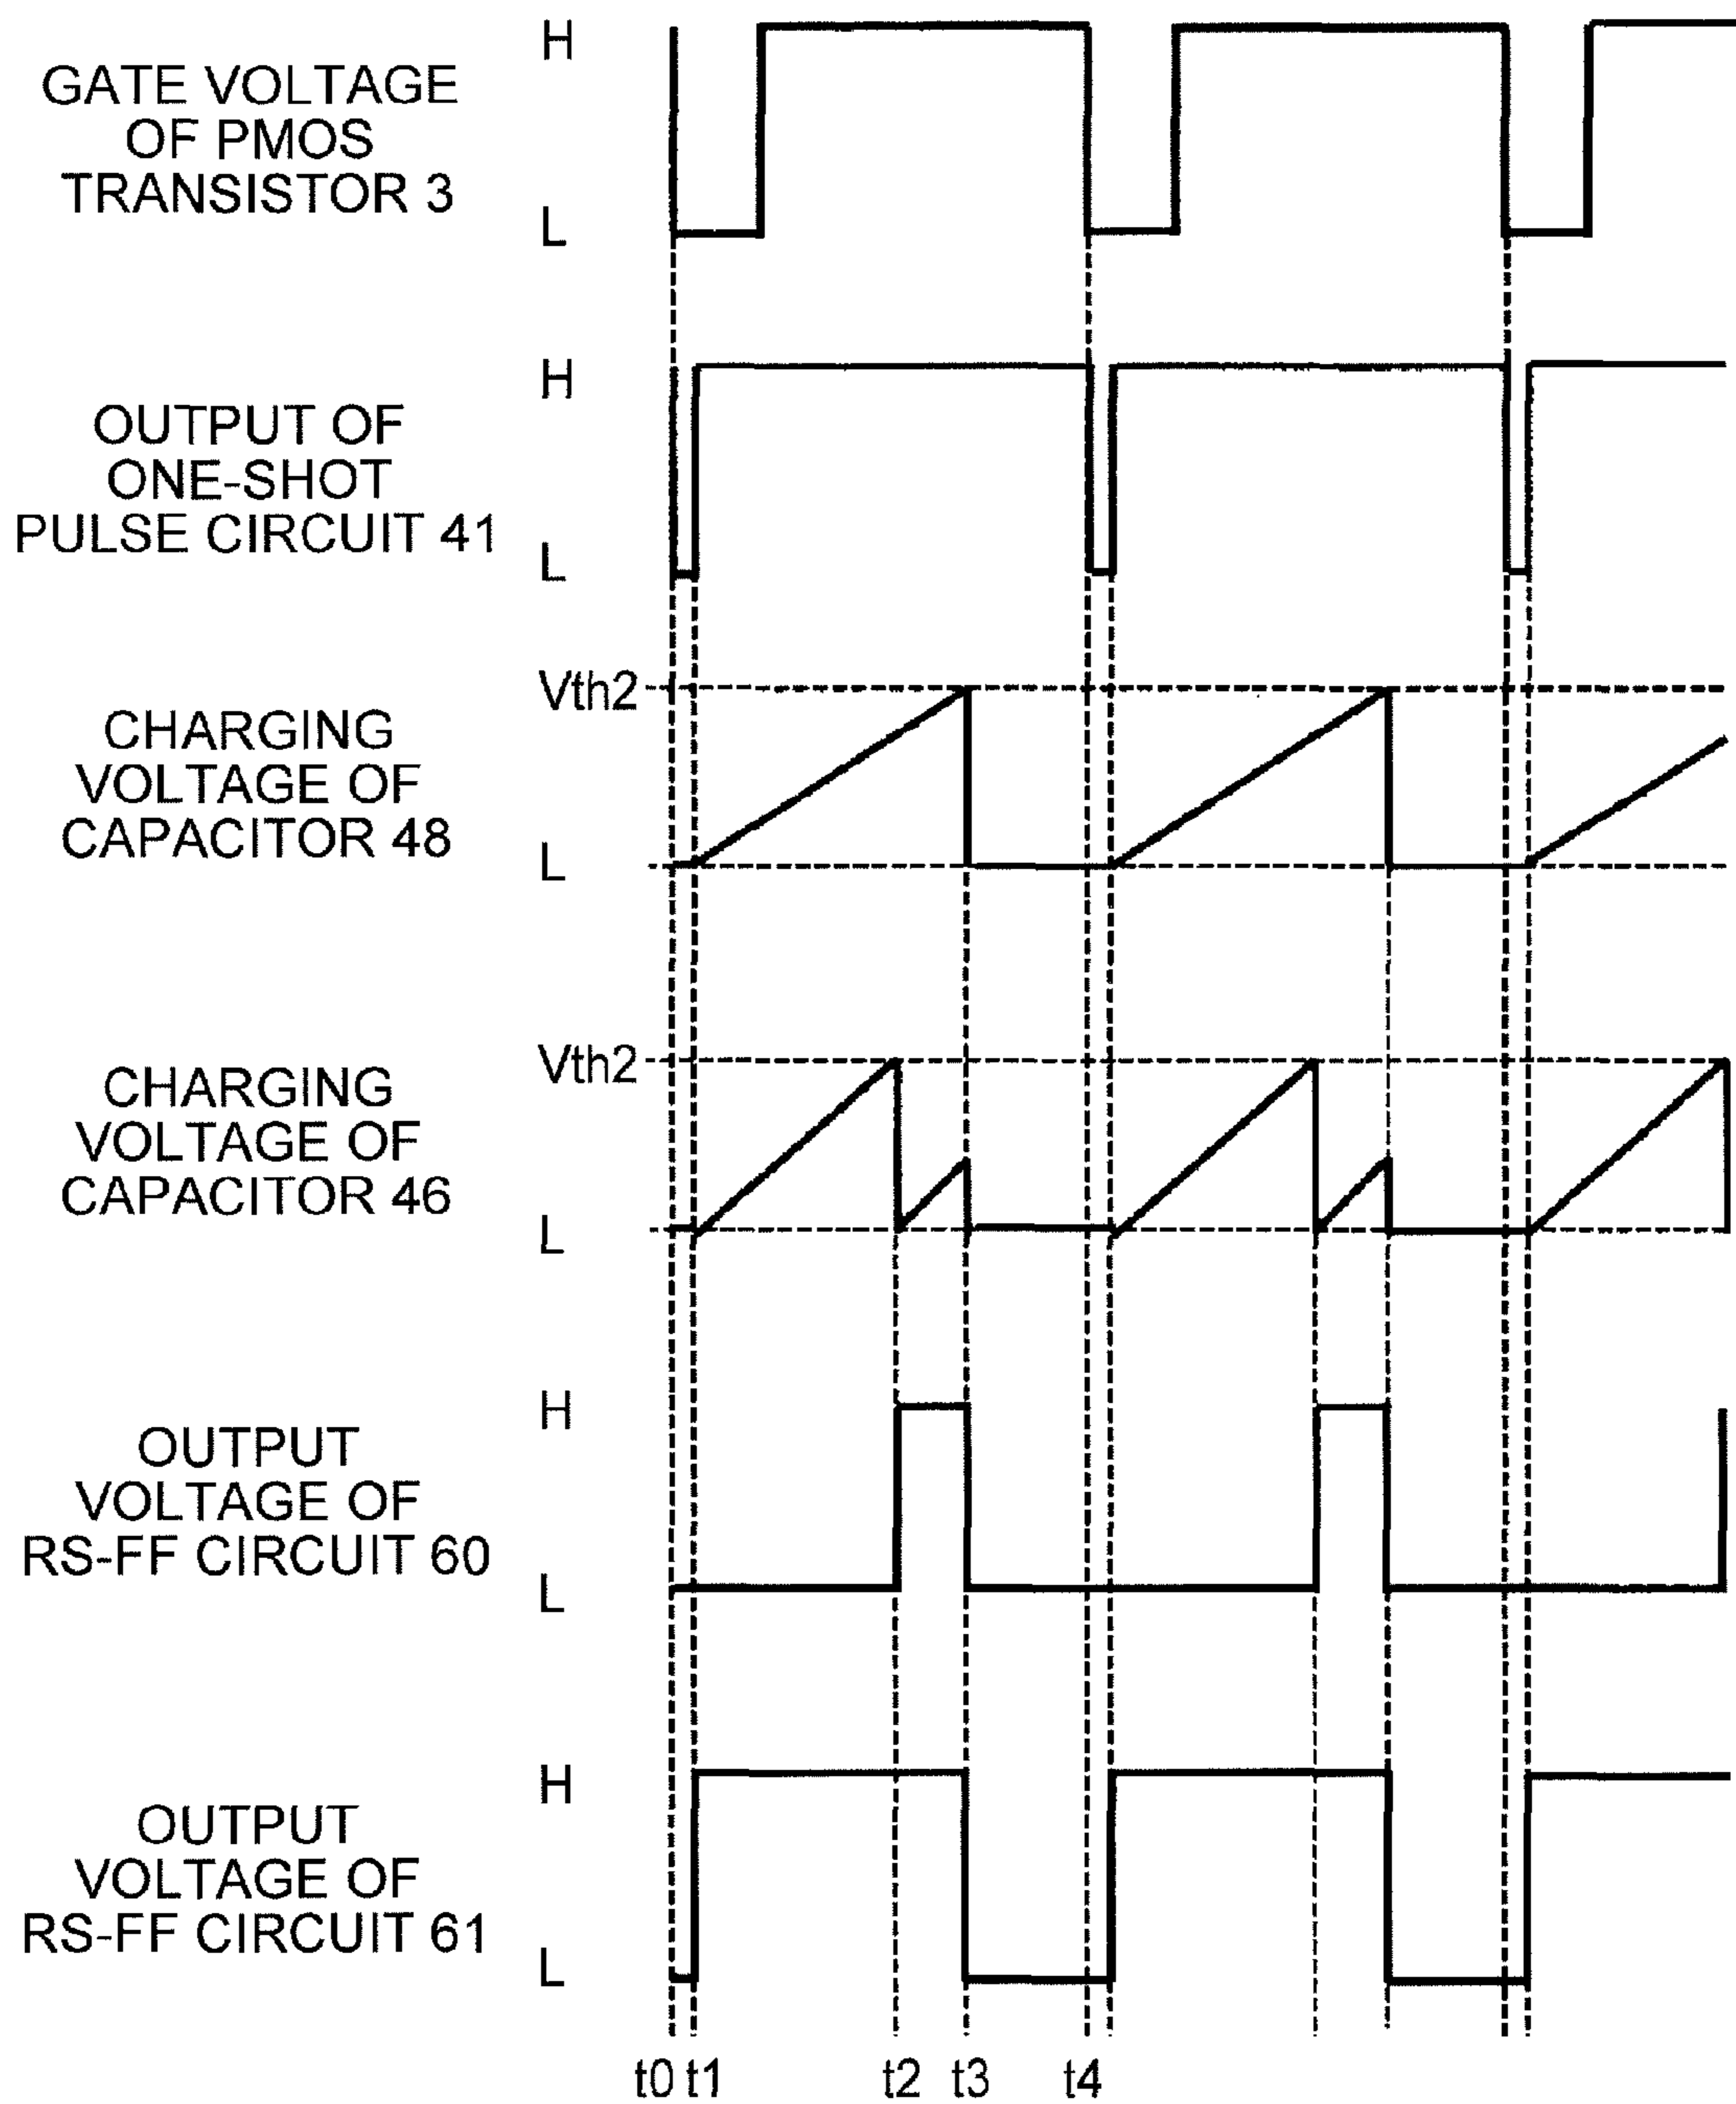 GATE VOLTAGE
OF PMOS
TRANSISTOR 3
H
L
OUTPUT OF
ONE-SHOT
PULSE CIRCUIT 41
H
L
CHARGING
VOLTAGE OF
CAPACITOR 48
Vth2
L
CHARGING
VOLTAGE OF
CAPACITOR 46
Vth2
L
OUTPUT
VOLTAGE OF
RS-FF CIRCUIT 60
H
L
OUTPUT
VOLTAGE OF
RS-FF CIRCUIT 61
H
L
t0 t1 t2 t3 t4